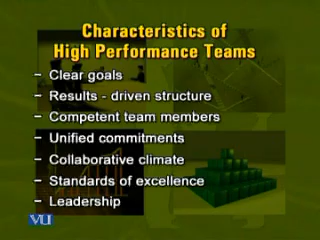 Characteristics of
High Performance Teams
- Clear goals
- Results - driven structure
- Competent team members
- Unified commitments
- Collaborative climate
- Standards of excellence
- Leadership
VU